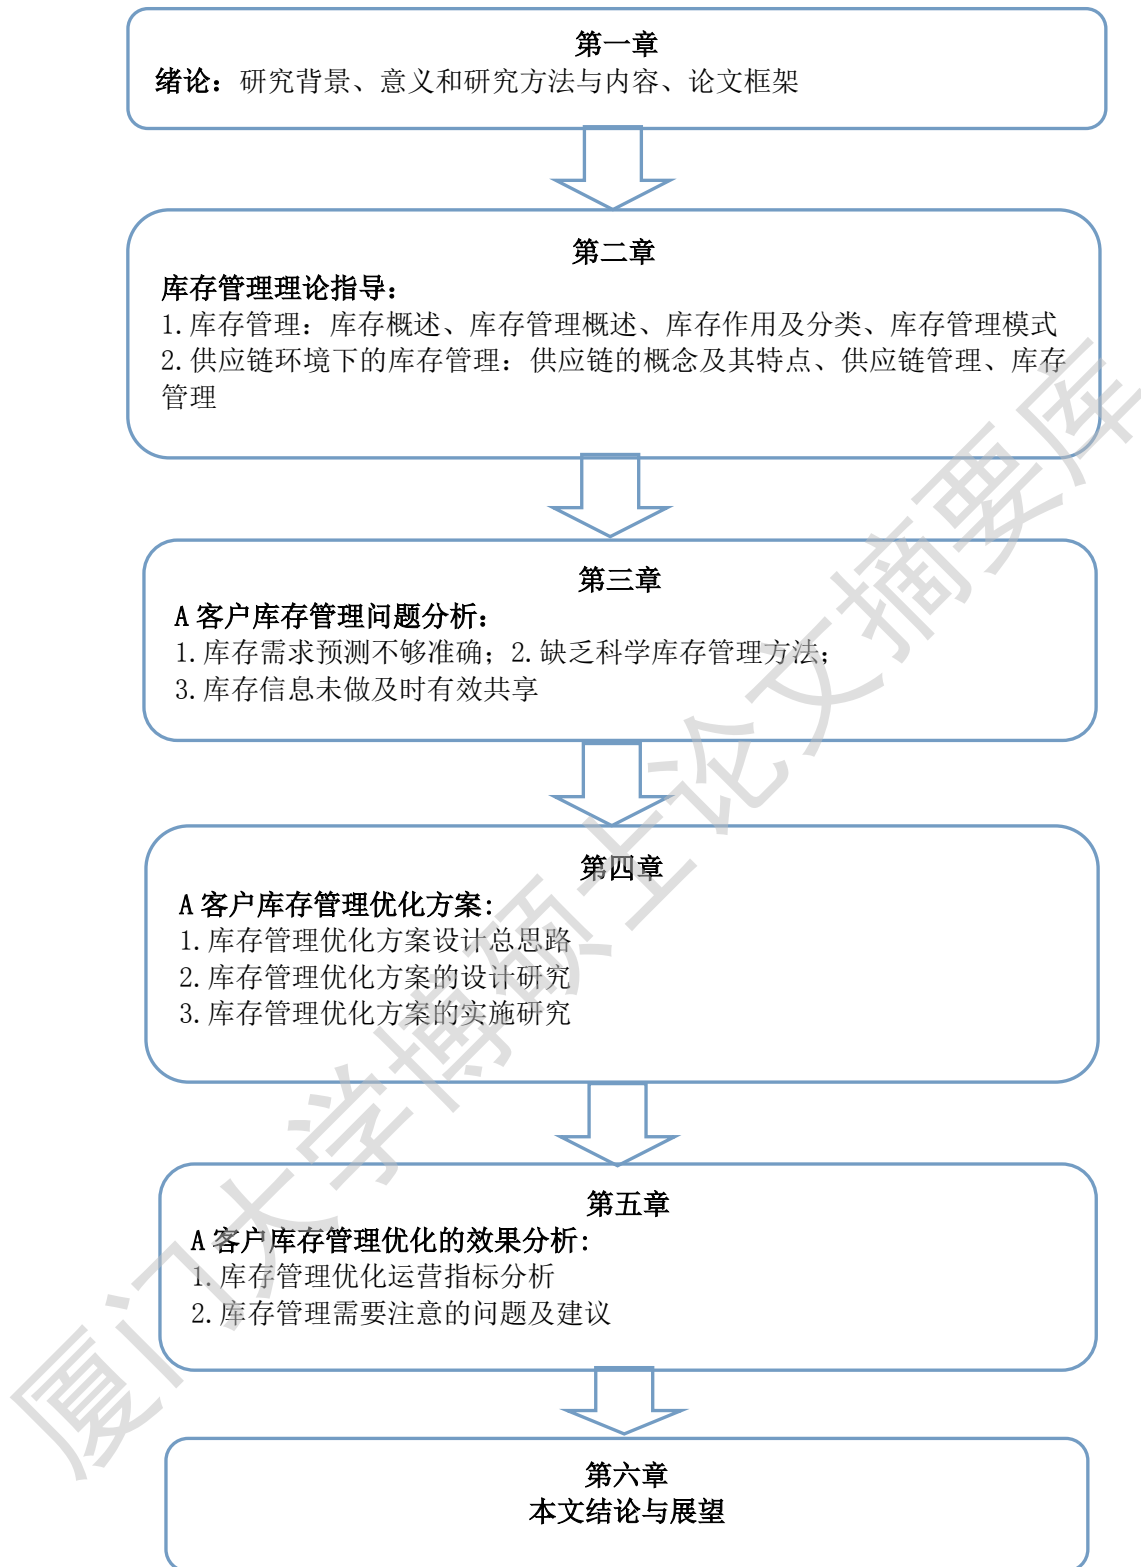 第一章
绪论：研究背景、意义和研究方法与内容、论文框架
第二章
库存管理理论指导：
1.库存管理：库存概述、库存管理概述、库存作用及分类、库存管理模式
2.供应链环境下的库存管理：供应链的概念及其特点、供应链管理、库存
管理
第三章
A 客户库存管理问题分析：
1.库存需求预测不够准确；2.缺乏科学库存管理方法；
3.库存信息未做及时有效共享
第四章
A 客户库存管理优化方案：
1.库存管理优化方案设计总思路
2.库存管理优化方案的设计研究
3.库存管理优化方案的实施研究
第五章
A 客户库存管理优化的效果分析：
1.库存管理优化运营指标分析
2.库存管理需要注意的问题及建议
第六章
本文结论与展望
厦门大学博硕士论文摘要库